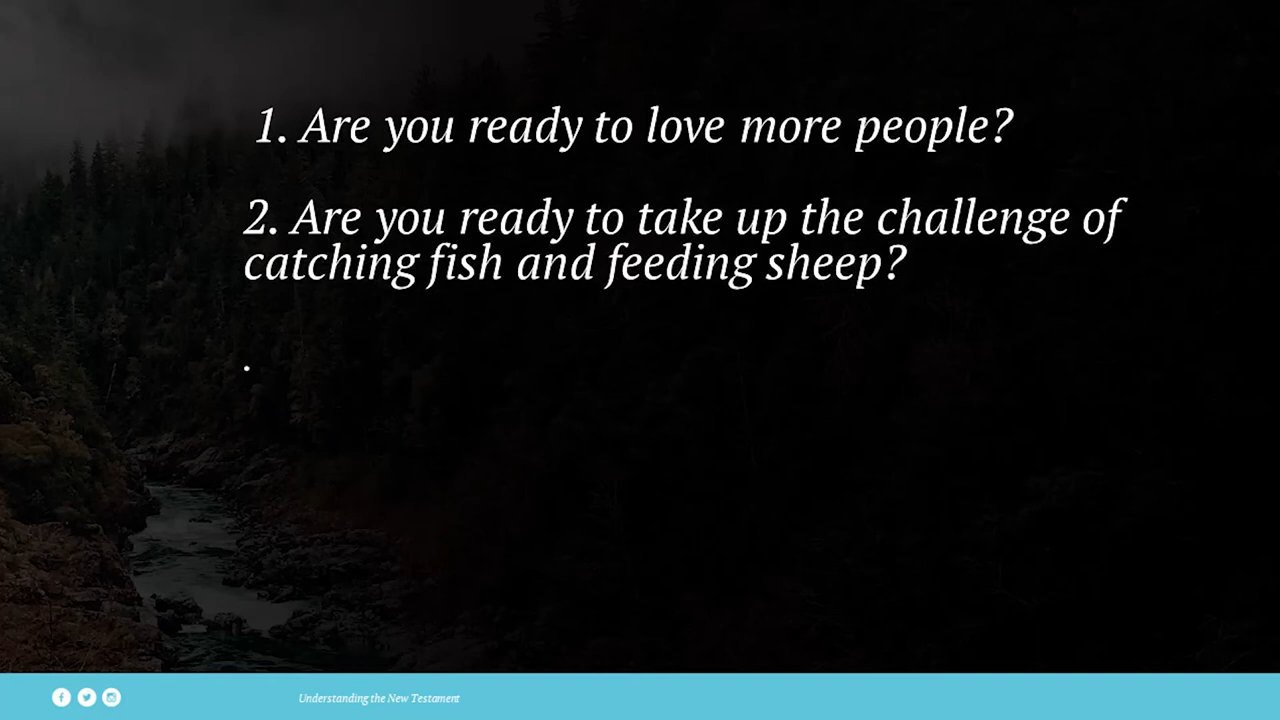 1. Are you ready to love more people?
2. Are you ready to take up the challenge of
catching fish and feeding sheep?
.
Understanding the New Testament